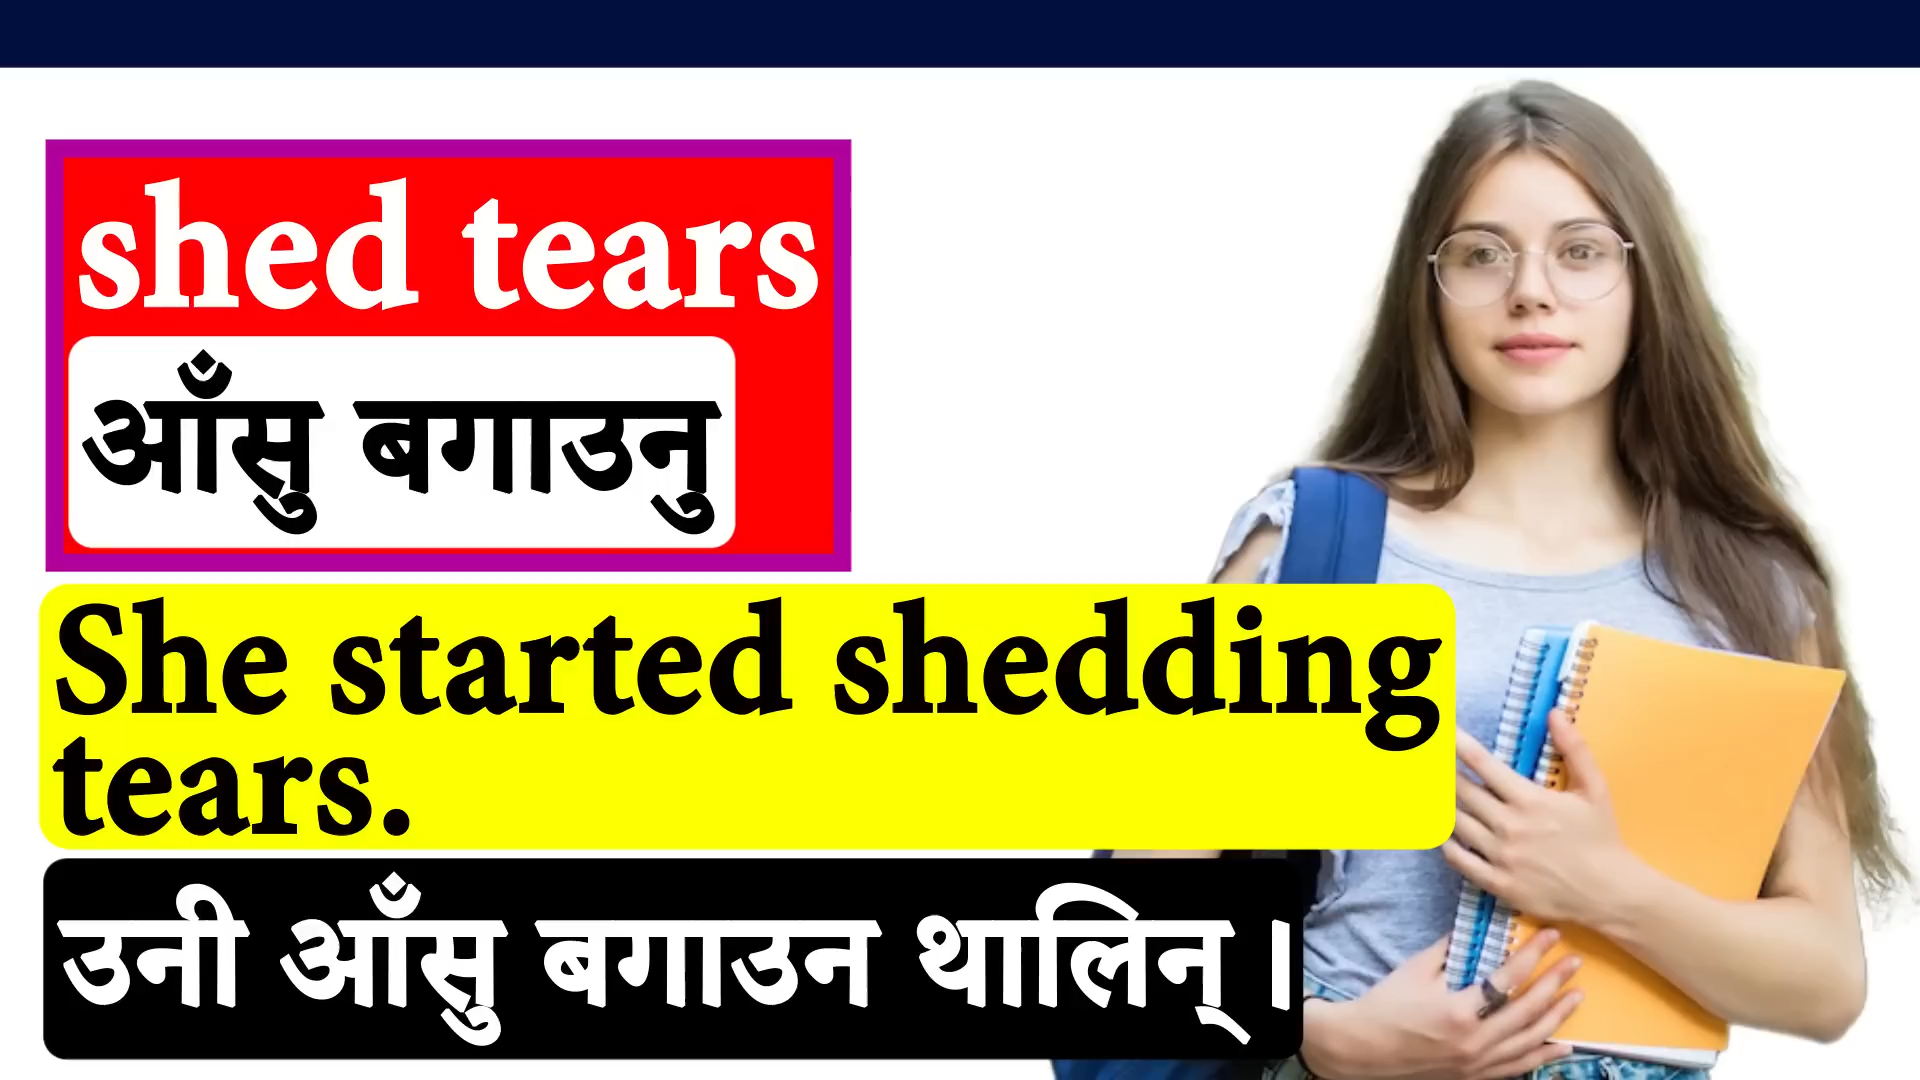 shed tears
आँसु बगाउनु
She started shedding
tears.
उनी आँसु बगाउन थालिन् ।